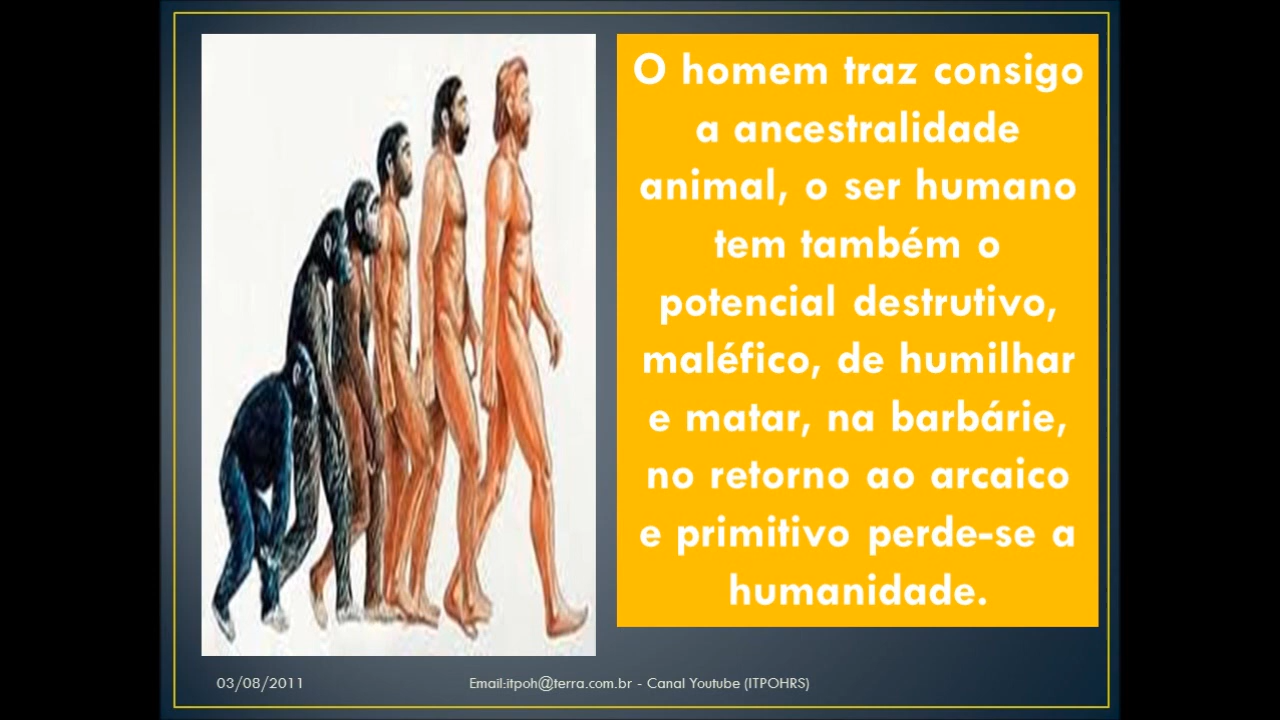 O homem traz consigo
a ancestralidade
animal, o ser humano
tem também o
potencial destrutivo,
maléfico, de humilhar
e matar, na barbárie,
no retorno ao arcaico
e primitivo perde-se a
humanidade.
03/08/2011
Email:itpoh@terra.com.br - Canal Youtube (ITPOHRS)